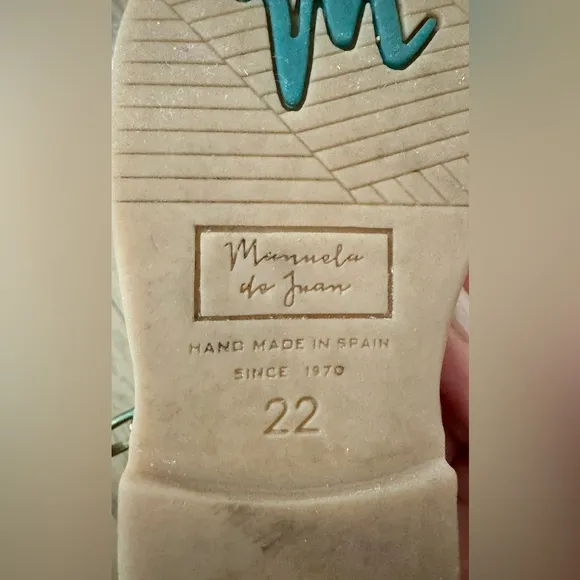 Manuela
de Juan
HAND MADE IN SPAIN
SINCE 1970
22